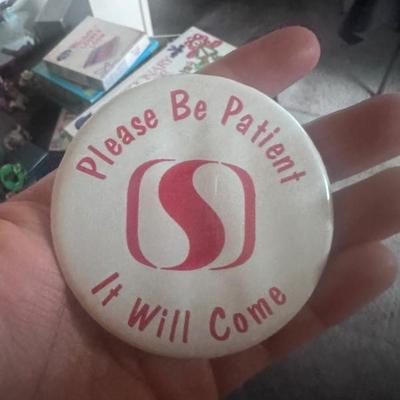 Please Be Patient
S
It Will Come